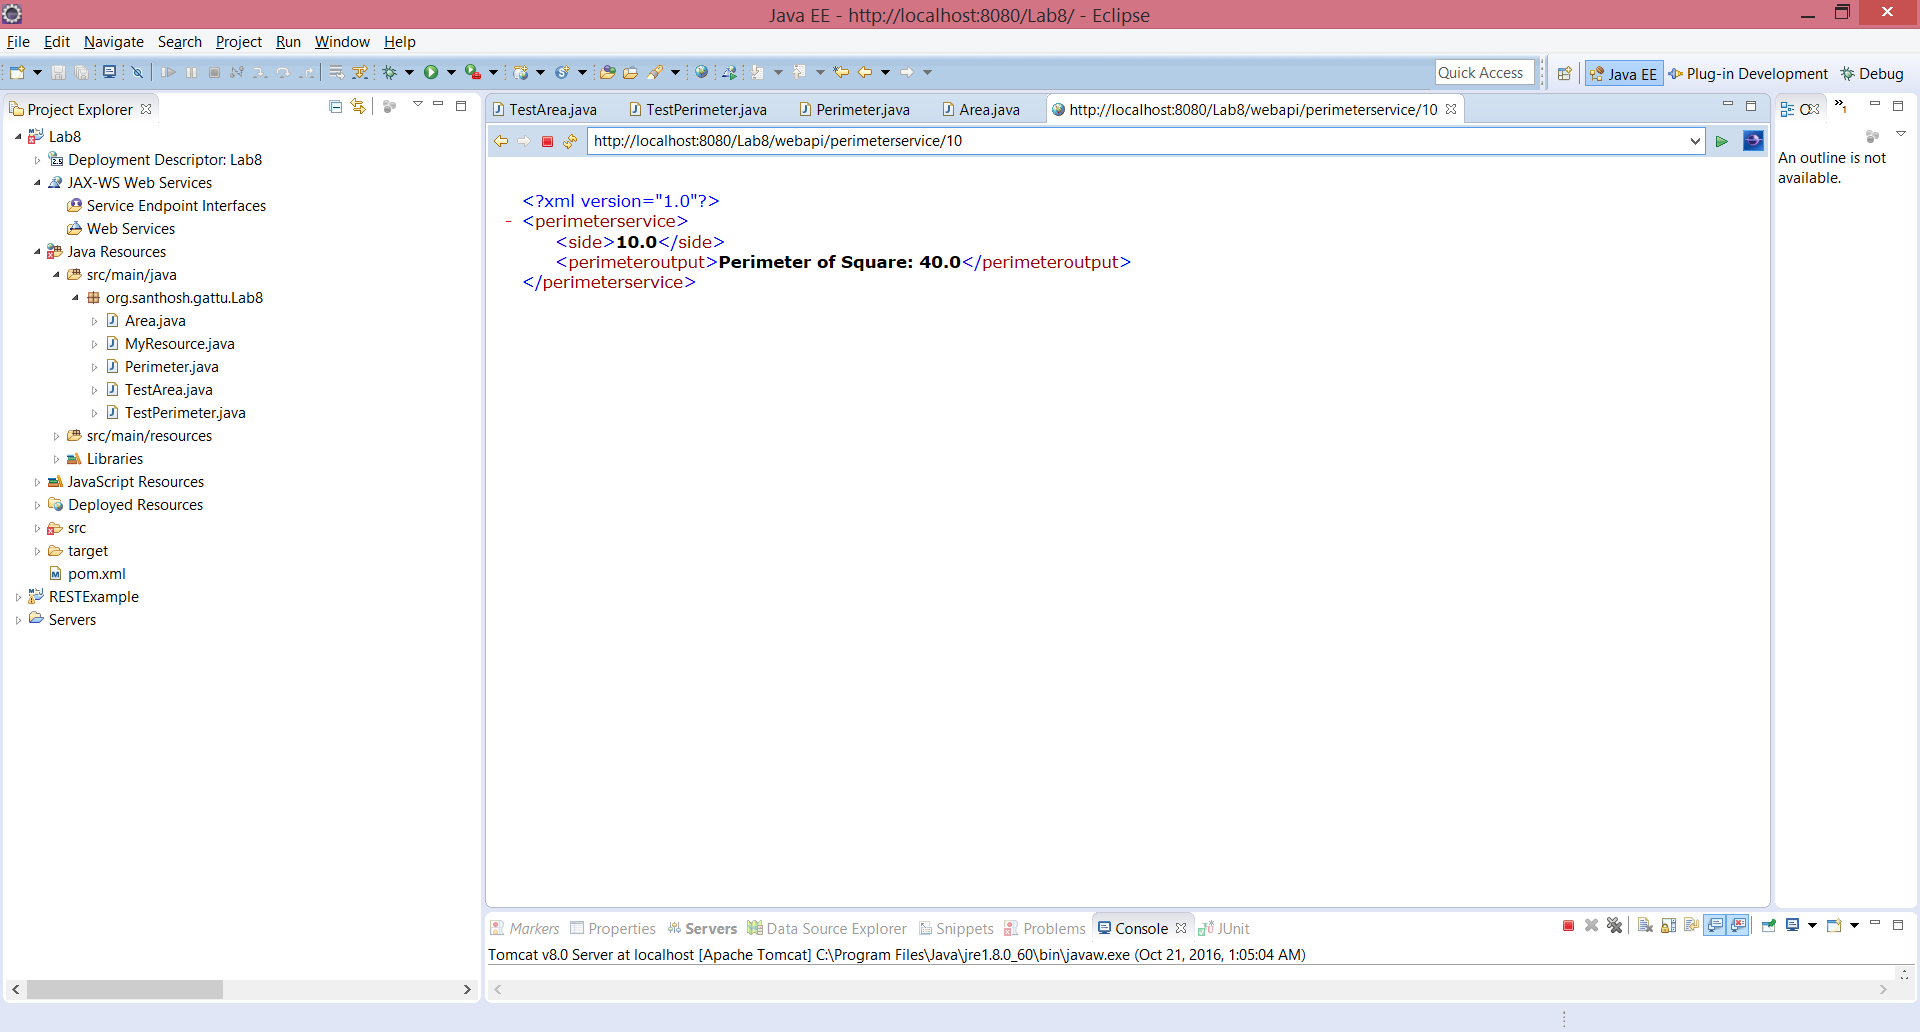 Java EE - http://localhost:8080/Lab8/ - Eclipse
File Edit Navigate Search Project Run Window Help
Quick Access
Java EE
Plug-in Development
Debug
Project Explorer
Lab8
Deployment Descriptor: Lab8
JAX-WS Web Services
Service Endpoint Interfaces
Web Services
Java Resources
src/main/java
org.santhosh.gattu.Lab8
Area.java
MyResource.java
Perimeter.java
TestArea.java
TestPerimeter.java
src/main/resources
Libraries
JavaScript Resources
Deployed Resources
src
target
pom.xml
RESTExample
Servers
TestArea.java TestPerimeter.java Perimeter.java Area.java http://localhost:8080/Lab8/webapi/perimeterservice/10
http://localhost:8080/Lab8/webapi/perimeterservice/10
<?xml version="1.0"?>
- <perimeterservice>
<side>10.0</side>
<perimeteroutput>Perimeter of Square: 40.0</perimeteroutput>
</perimeterservice>
An outline is not
available.
Markers Properties Servers Data Source Explorer Snippets Problems Console JUnit
Tomcat v8.0 Server at localhost [Apache Tomcat] C:\Program Files\Java\jre1.8.0_60\bin\javaw.exe (Oct 21, 2016, 1:05:04 AM)